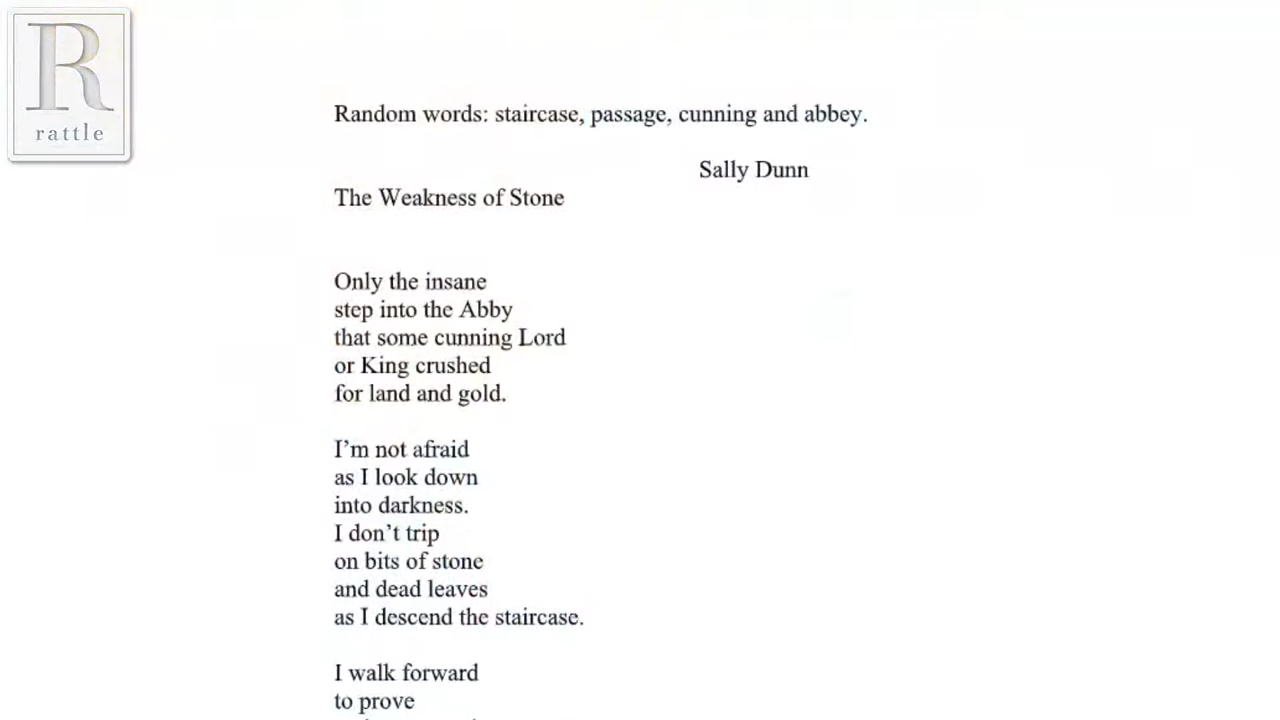 R
rattle
Random words: staircase, passage, cunning and abbey.
Sally Dunn
The Weakness of Stone
Only the insane
step into the Abby
that some cunning Lord
or King crushed
for land and gold.
I’m not afraid
as I look down
into darkness.
I don’t trip
on bits of stone
and dead leaves
as I descend the staircase.
I walk forward
to prove